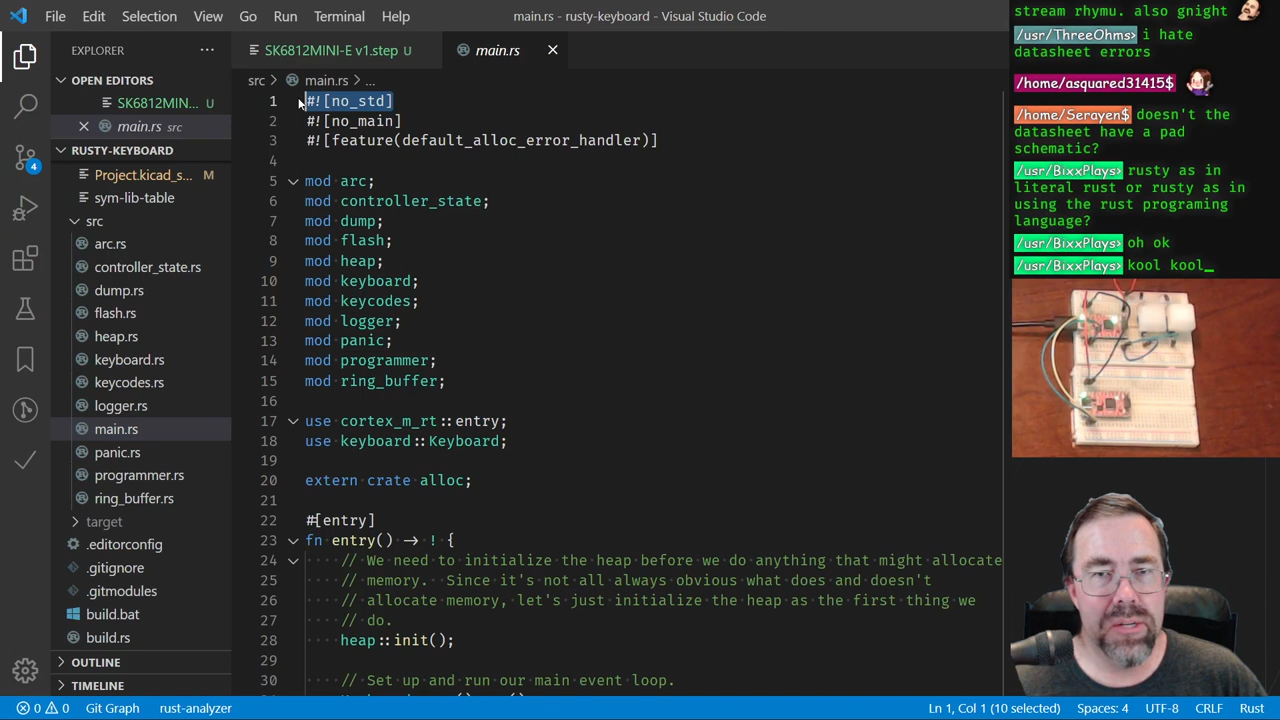 File Edit Selection View Go Run Terminal Help main.rs - rusty-keyboard - Visual Studio Code
EXPLORER
OPEN EDITORS
SK6812MIN-E v... U
main.rs src
RUSTY-KEYBOARD
Project.kicad_s... M
sym-lib-table
src
arc.rs
controller_state.rs
dump.rs
flash.rs
heap.rs
keyboard.rs
keycodes.rs
logger.rs
main.rs
panic.rs
programmer.rs
ring_buffer.rs
target
.editorconfig
.gitignore
.gitmodules
build.bat
build.rs
OUTLINE
TIMELINE
4
SK6812MINI-E v1.step U
main.rs
src > main.rs > ...
1 #![no_std]
2 #![no_main]
3 #![feature(default_alloc_error_handler)]
4
5 mod arc;
6 mod controller_state;
7 mod dump;
8 mod flash;
9 mod heap;
10 mod keyboard;
11 mod keycodes;
12 mod logger;
13 mod panic;
14 mod programmer;
15 mod ring_buffer;
16
17 use cortex_m_rt::entry;
18 use keyboard::Keyboard;
19
20 extern crate alloc;
21
22 #[entry]
23 fn entry() → ! {
24 // We need to initialize the heap before we do anything that might allocate
25 // memory. Since it's not all always obvious what does and doesn't
26 // allocate memory, let's just initialize the heap as the first thing we
27 // do.
28 heap::init();
29
30 // Set up and run our main event loop.
stream rhymu. also gnight
/usr/ThreeOhms> i hate
datasheet errors
/home/asquared31415$
/home/Serayen$ doesn't the
datasheet have a pad
schematic?
/usr/BixxPlays> rusty as in
literal rust or rusty as in
using the rust programing
language?
/usr/BixxPlays> oh ok
/usr/BixxPlays> kool kool_
0 0 Git Graph rust-analyzer Ln 1, Col 1 (10 selected) Spaces: 4 UTF-8 CRLF Rust